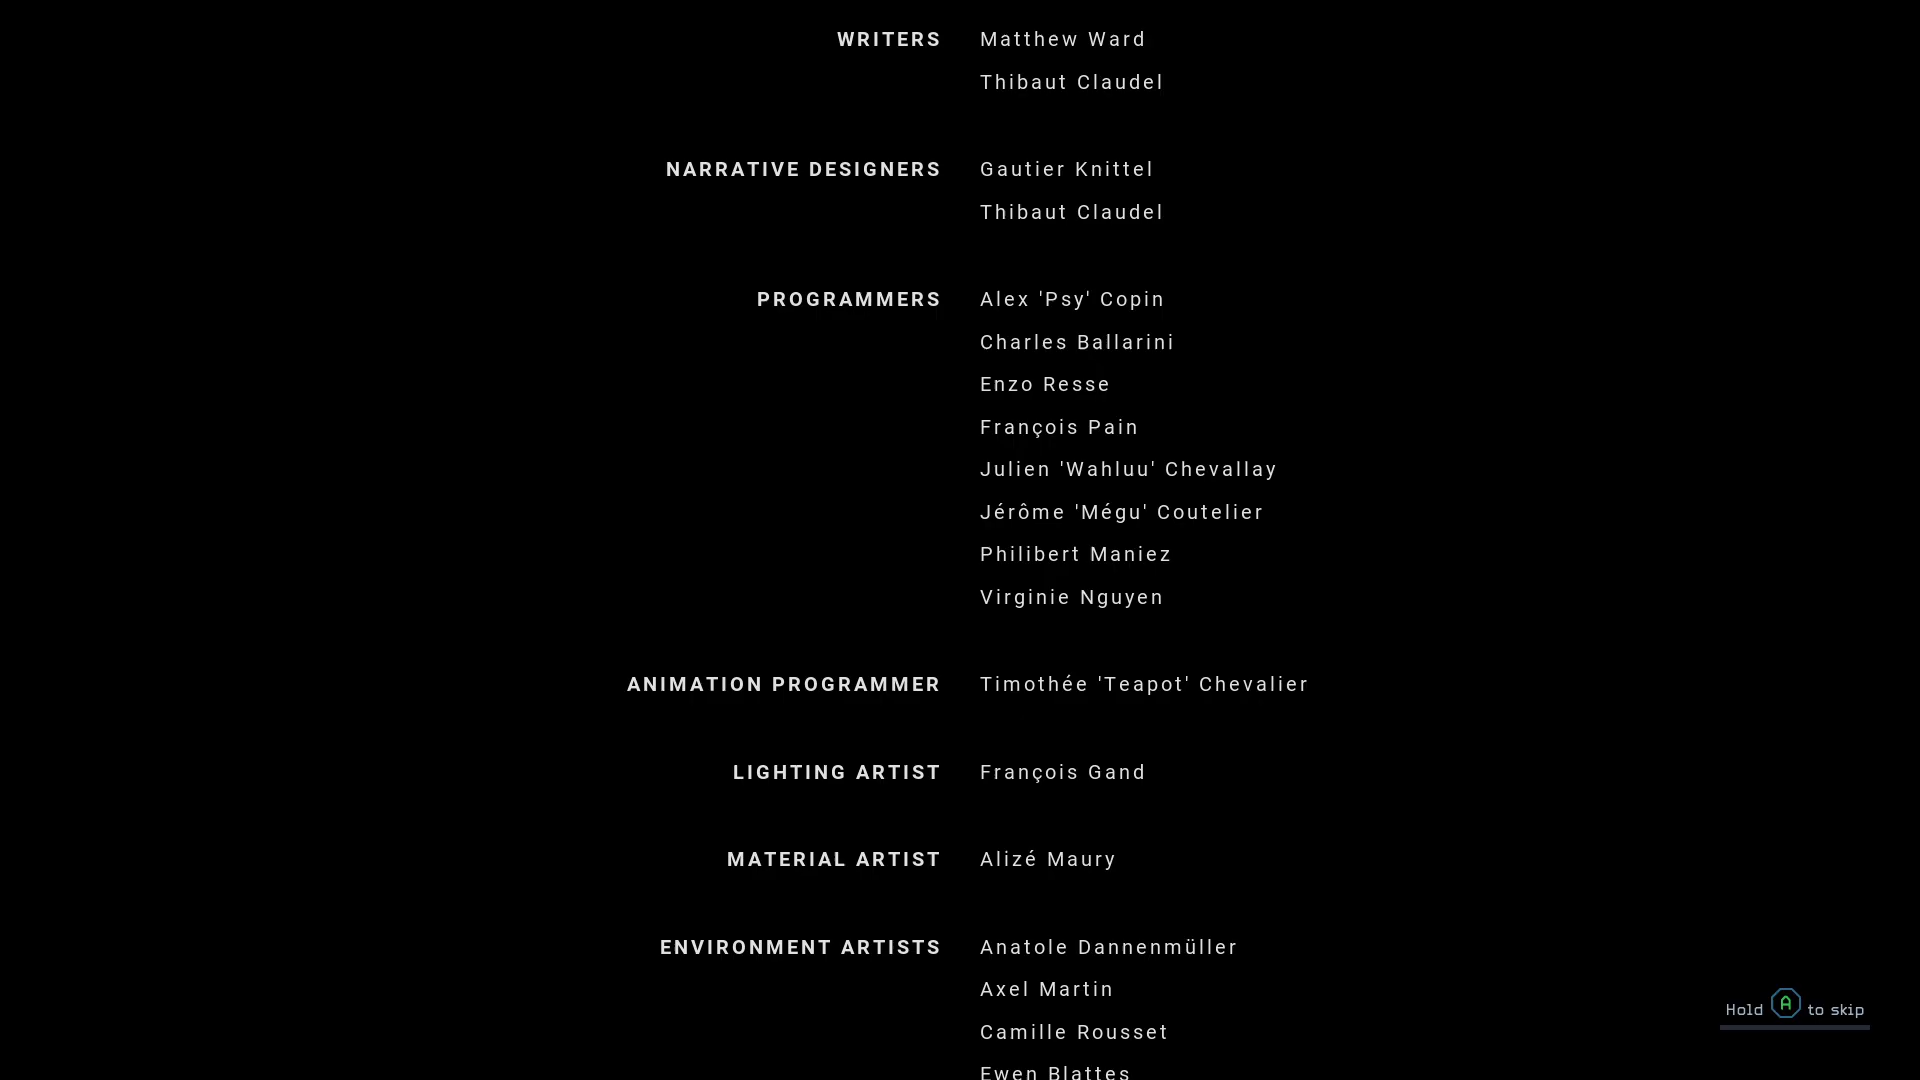 WRITERS Matthew Ward
Thibaut Claudel
NARRATIVE DESIGNERS Gautier Knittel
Thibaut Claudel
PROGRAMMERS Alex 'Psy' Copin
Charles Ballarini
Enzo Resse
François Pain
Julien 'Wahluu' Chevallay
Jérôme 'Mégu' Coutelier
Philibert Maniez
Virginie Nguyen
ANIMATION PROGRAMMER Timothée 'Teapot' Chevalier
LIGHTING ARTIST François Gand
MATERIAL ARTIST Alizé Maury
ENVIRONMENT ARTISTS Anatole Dannenmüller
Axel Martin
Camille Rousset
Ewen Blattes
Hold A to skip